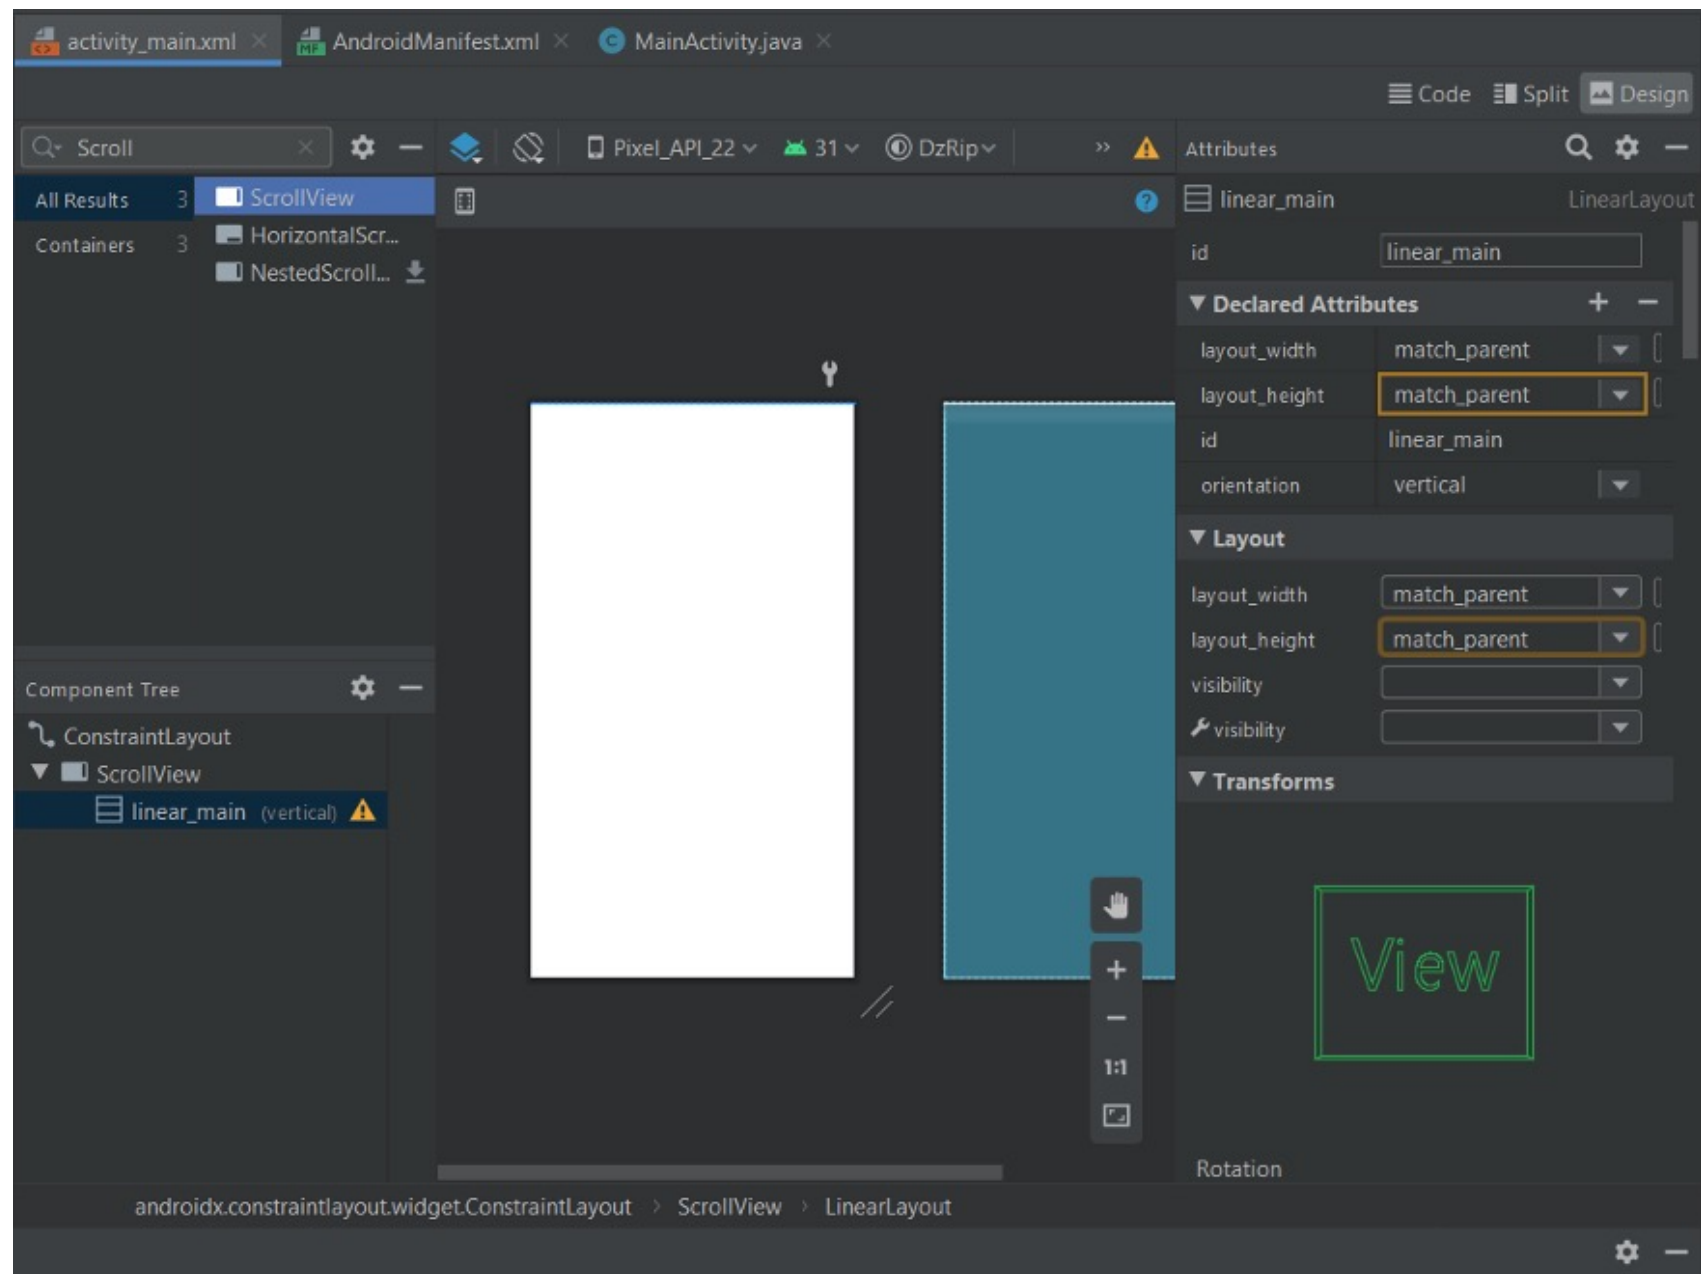 activity_main.xml
AndroidManifest.xml
MainActivity.java
Code
Split
Design
Scroll
Pixel_API_22
31
DzRip
Attributes
All Results 3
Containers 3
ScrollView
HorizontalScr...
NestedScroll...
?
linear_main LinearLayout
id linear_main
Declared Attributes
layout_width match_parent
layout_height match_parent
id linear_main
orientation vertical
Layout
layout_width match_parent
layout_height match_parent
visibility
visibility
Transforms
View
Rotation
Component Tree
ConstraintLayout
ScrollView
linear_main (vertical)
1:1
androidx.constraintlayout.widget.ConstraintLayout > ScrollView > LinearLayout